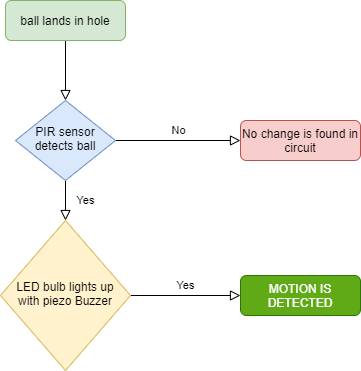 ball lands in hole
PIR sensor
detects ball
No
No change is found in
circuit
Yes
LED bulb lights up
with piezo Buzzer
Yes
MOTION IS
DETECTED